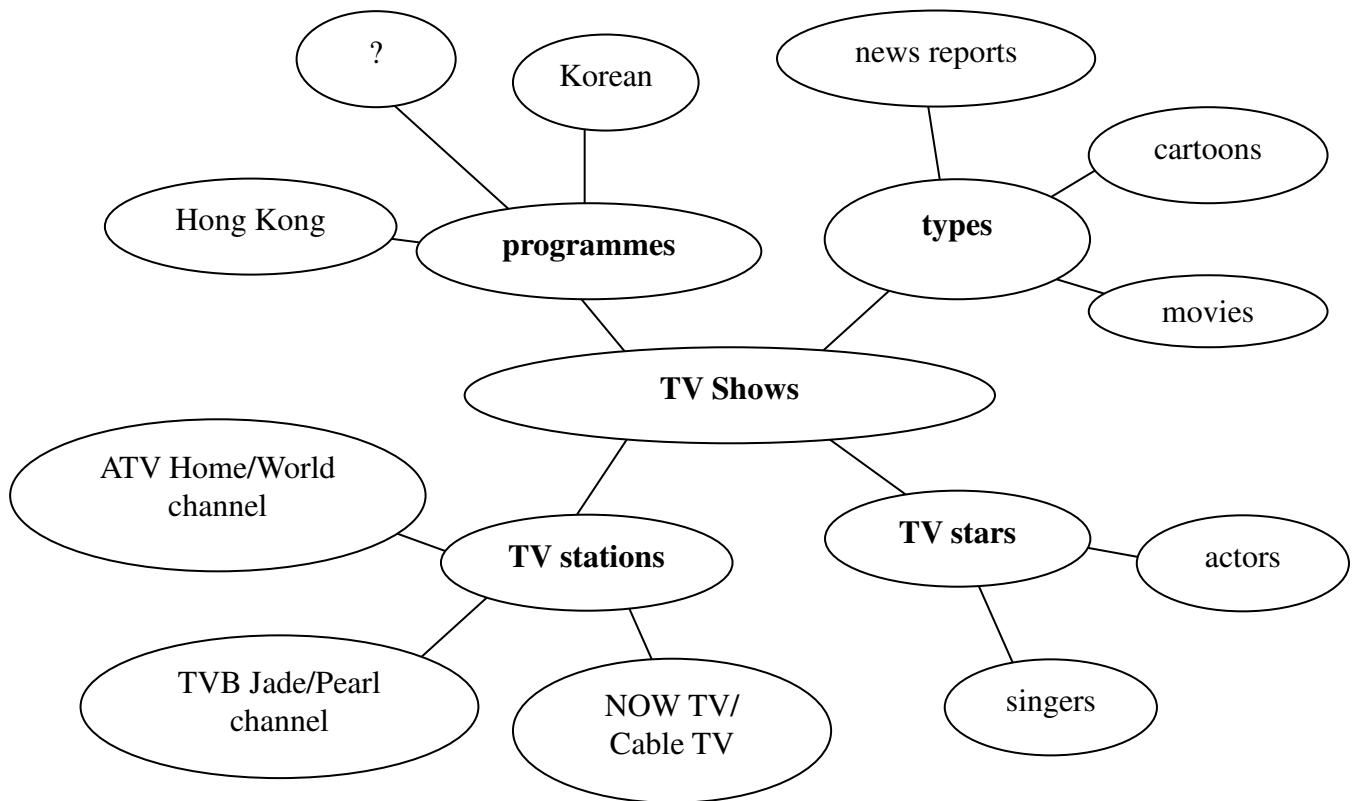 ?
Korean
news reports
cartoons
Hong Kong
programmes
types
movies
TV Shows
ATV Home/World
channel
TV stations
TV stars
actors
TVB Jade/Pearl
channel
NOW TV/
Cable TV
singers